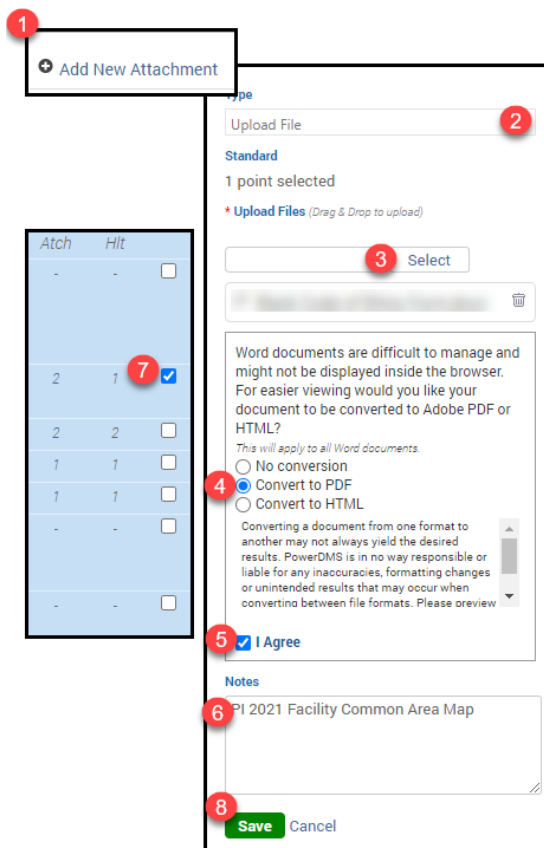 1
Add New Attachment
Type
Upload File
2
Standard
1 point selected
* Upload Files (Drag & Drop to upload)
3 Select
Atch Hlt
- -
2 1 7
2 2
1 1
1 1
- -
- -
Word documents are difficult to manage and
might not be displayed inside the browser.
For easier viewing would you like your
document to be converted to Adobe PDF or
HTML?
This will apply to all Word documents.
No conversion
4 Convert to PDF
Convert to HTML
Converting a document from one format to
another may not always yield the desired
results. PowerDMS is in no way responsible or
liable for any inaccuracies, formatting changes
or unintended results that may occur when
converting between file formats. Please preview
5 I Agree
Notes
6 PI 2021 Facility Common Area Map
8
Save Cancel